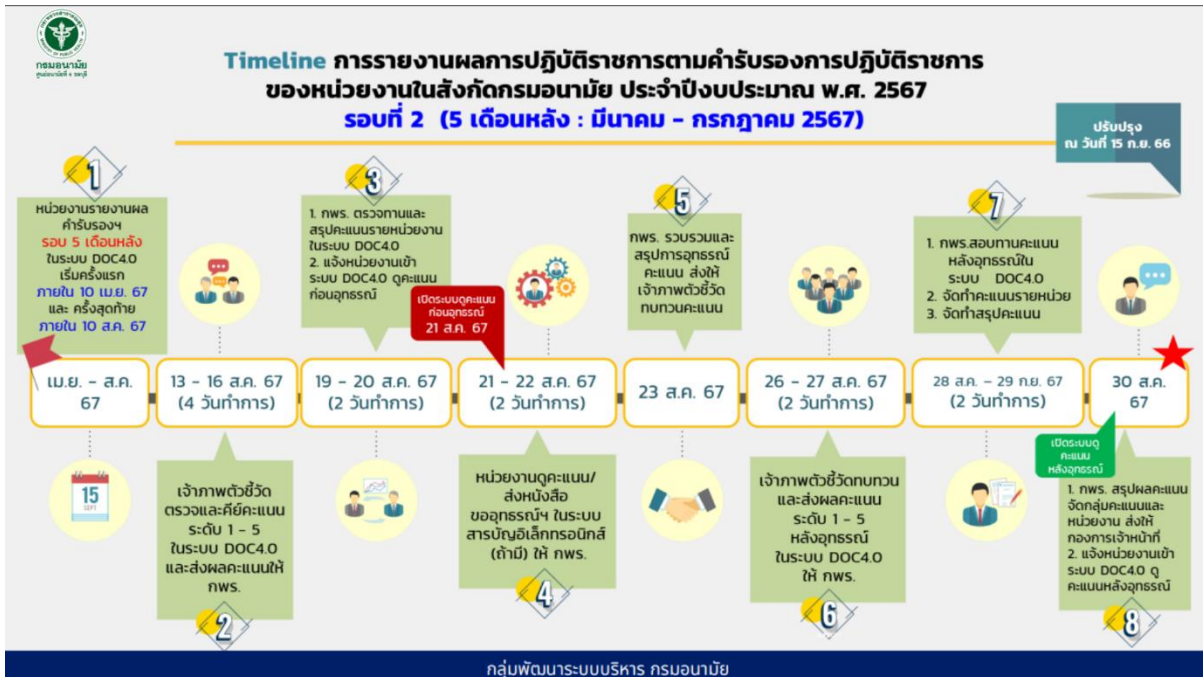 กรมอนามัย
ศูนย์อนามัยที่ 6 ชลบุรี
Timeline การรายงานผลการปฏิบัติราชการตามคำรับรองการปฏิบัติราชการ
ของหน่วยงานในสังกัดกรมอนามัย ประจำปีงบประมาณ พ.ศ. 2567
รอบที่ 2 (5 เดือนหลัง : มีนาคม - กรกฎาคม 2567)
ปรับปรุง
ณ วันที่ 15 ก.ย. 66
1
หน่วยงานรายงานผล
คำรับรองฯ
รอบ 5 เดือนหลัง
ในระบบ DOC4.0
เริ่มครั้งแรก
ภายใน 10 เม.ย. 67
และ ครั้งสุดท้าย
ภายใน 10 ส.ค. 67
เม.ย. - ส.ค.
67
15
SEPT
13 - 16 ส.ค. 67
(4 วันทำการ)
เจ้าภาพตัวชี้วัด
ตรวจและคีย์คะแนน
ระดับ 1 - 5
ในระบบ DOC4.0
และส่งผลคะแนนให้
กพร.
2
3
1. กพร. ตรวจทานและ
สรุปคะแนนรายหน่วยงาน
ในระบบ DOC4.0
2. แจ้งหน่วยงานเข้า
ระบบ DOC4.0 ดูคะแนน
ก่อนอุทธรณ์
19 - 20 ส.ค. 67
(2 วันทำการ)
เปิดระบบดูคะแนน
ก่อนอุทธรณ์
21 ส.ค. 67
21 - 22 ส.ค. 67
(2 วันทำการ)
หน่วยงานดูคะแนน/
ส่งหนังสือ
ขออุทธรณ์ฯ ในระบบ
สารบัญอิเล็กทรอนิกส์
(ถ้ามี) ให้ กพร.
4
5
กพร. รวบรวมและ
สรุปการอุทธรณ์
คะแนน ส่งให้
เจ้าภาพตัวชี้วัด
ทบทวนคะแนน
23 ส.ค. 67
26 - 27 ส.ค. 67
(2 วันทำการ)
เจ้าภาพตัวชี้วัดทบทวน
และส่งผลคะแนน
ระดับ 1 - 5
หลังอุทธรณ์
ในระบบ DOC4.0
ให้ กพร.
6
7
1. กพร.สอบทานคะแนน
หลังอุทธรณ์ใน
ระบบ DOC4.0
2. จัดทำคะแนนรายหน่วย
3. จัดทำสรุปคะแนน
28 ส.ค. - 29 ก.ย. 67
(2 วันทำการ)
30 ส.ค.
67
เปิดระบบดู
คะแนน
หลังอุทธรณ์
1. กพร. สรุปผลคะแนน
จัดกลุ่มคะแนนและ
หน่วยงาน ส่งให้
กองการเจ้าหน้าที่
2. แจ้งหน่วยงานเข้า
ระบบ DOC4.0 ดู
คะแนนหลังอุทธรณ์
8
กลุ่มพัฒนาระบบบริหาร กรมอนามัย